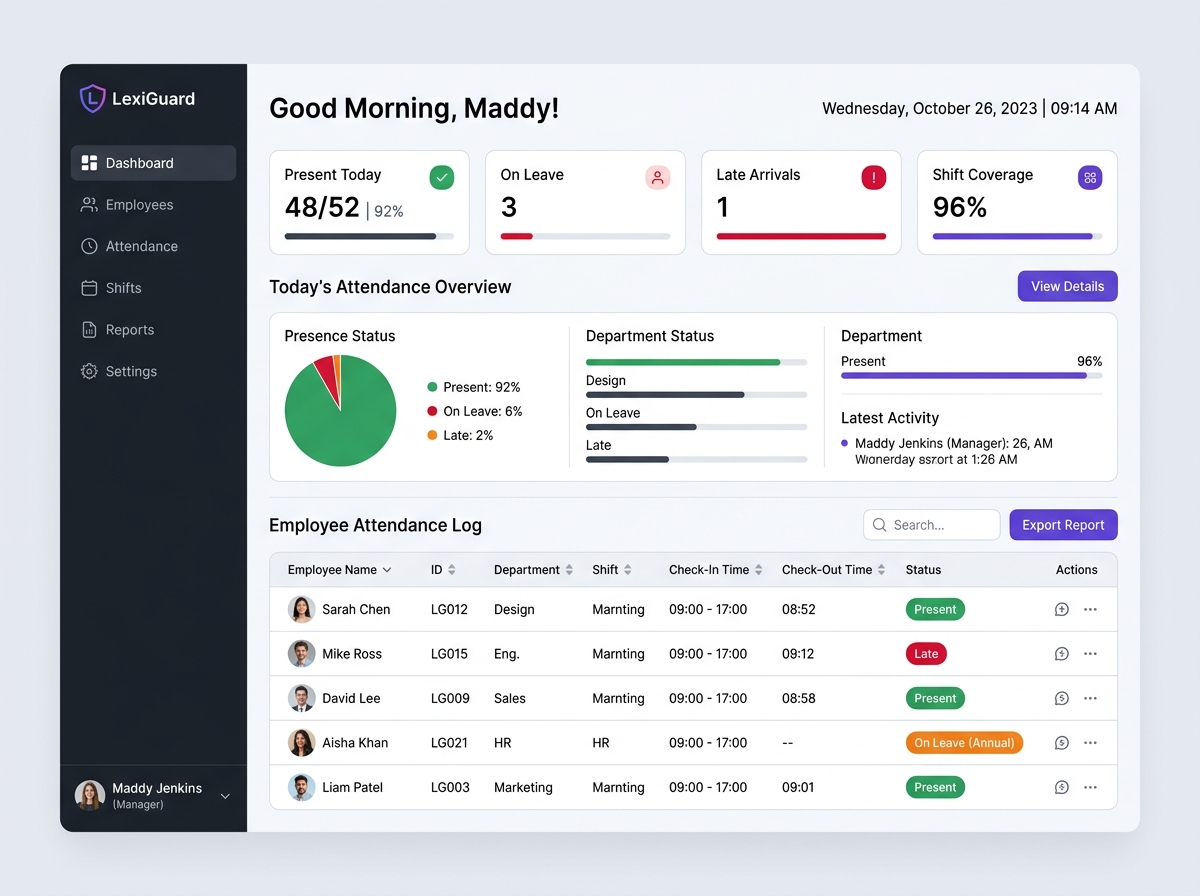 LexiGuard
Dashboard
Employees
Attendance
Shifts
Reports
Settings
Maddy Jenkins
(Manager)
Good Morning, Maddy!
Wednesday, October 26, 2023 | 09:14 AM
Present Today
48/52 | 92%
On Leave
3
Late Arrivals
1
Shift Coverage
96%
Today's Attendance Overview
View Details
Presence Status
Present: 92%
On Leave: 6%
Late: 2%
Department Status
Design
On Leave
Late
Department
Present 96%
Latest Activity
Maddy Jenkins (Manager): 26, AM
at 1:26 AM
Employee Attendance Log
Search...
Export Report
Employee Name ID Department Shift Check-In Time Check-Out Time Status Actions
Sarah Chen LG012 Design Marnting 09:00 - 17:00 08:52 Present
Mike Ross LG015 Eng. Marnting 09:00 - 17:00 09:12 Late
David Lee LG009 Sales Marnting 09:00 - 17:00 08:58 Present
Aisha Khan LG021 HR HR 09:00 - 17:00 -- On Leave (Annual)
Liam Patel LG003 Marketing Marnting 09:00 - 17:00 09:01 Present